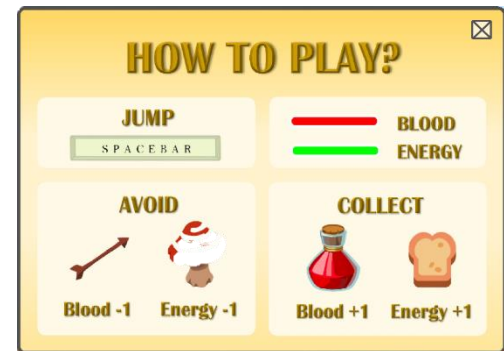 HOW TO PLAY?
JUMP
SPACEBAR
BLOOD
ENERGY
AVOID
Blood -1 Energy -1
COLLECT
Blood +1 Energy +1